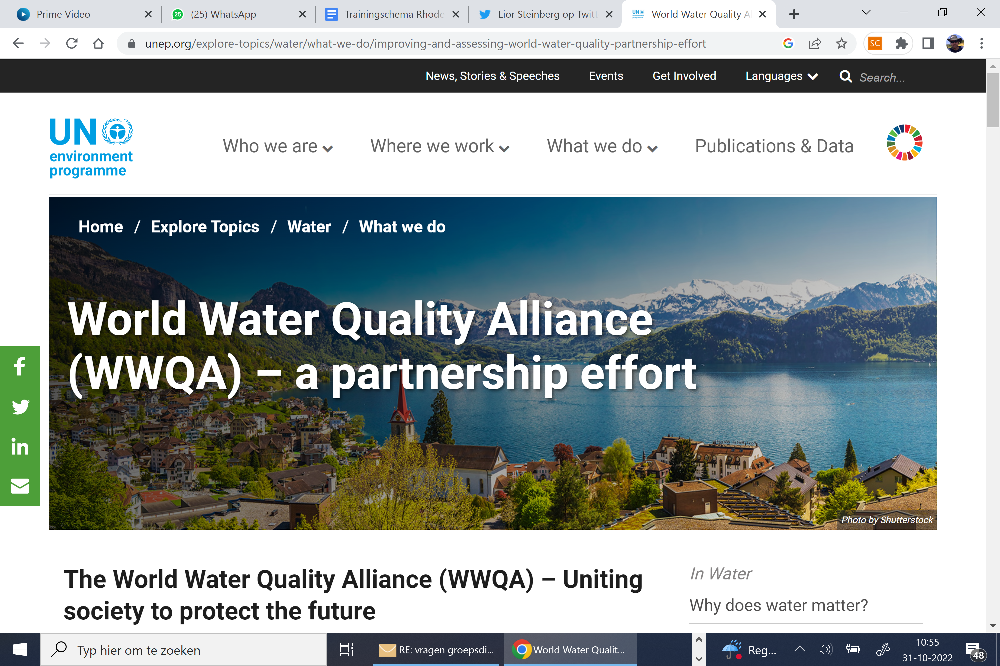 Prime Video
25 (25) WhatsApp
Trainingschema Rhode
Lior Steinberg op Twitt
World Water Quality A
unep.org/explore-topics/water/what-we-do/improving-and-assessing-world-water-quality-partnership-effort
SC
News, Stories & Speeches Events Get Involved Languages Search...
UN
environment
programme
Who we are Where we work What we do Publications & Data
Home / Explore Topics / Water / What we do
World Water Quality Alliance
(WWQA) – a partnership effort
Photo by Shutterstock
The World Water Quality Alliance (WWQA) – Uniting
society to protect the future
In Water
Why does water matter?
Typ hier om te zoeken
RE: vragen groepsdi...
World Water Qualit...
Reg...
10:55
31-10-2022
48